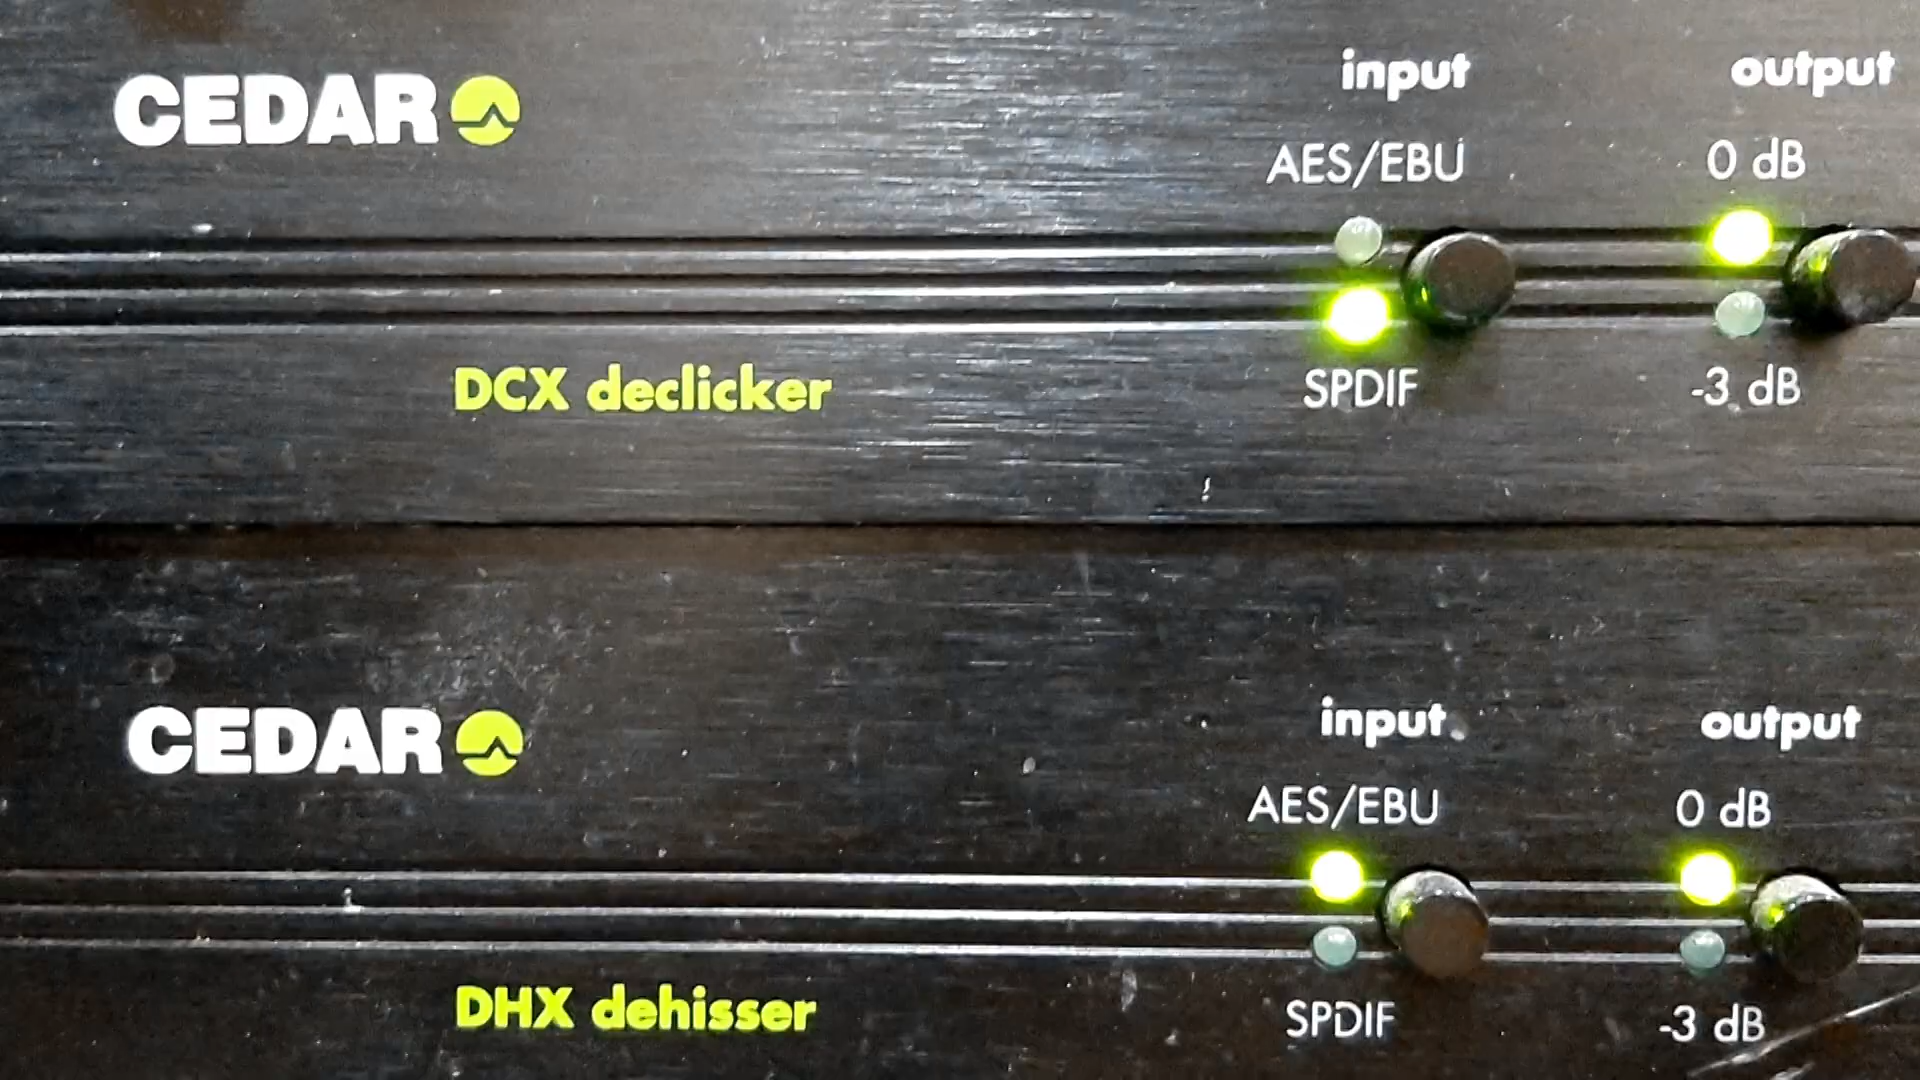 CEDAR
input
output
AES/EBU
0 dB
SPDIF
-3 dB
DCX declicker
CEDAR
input
output
AES/EBU
0 dB
SPDIF
-3 dB
DHX dehisser